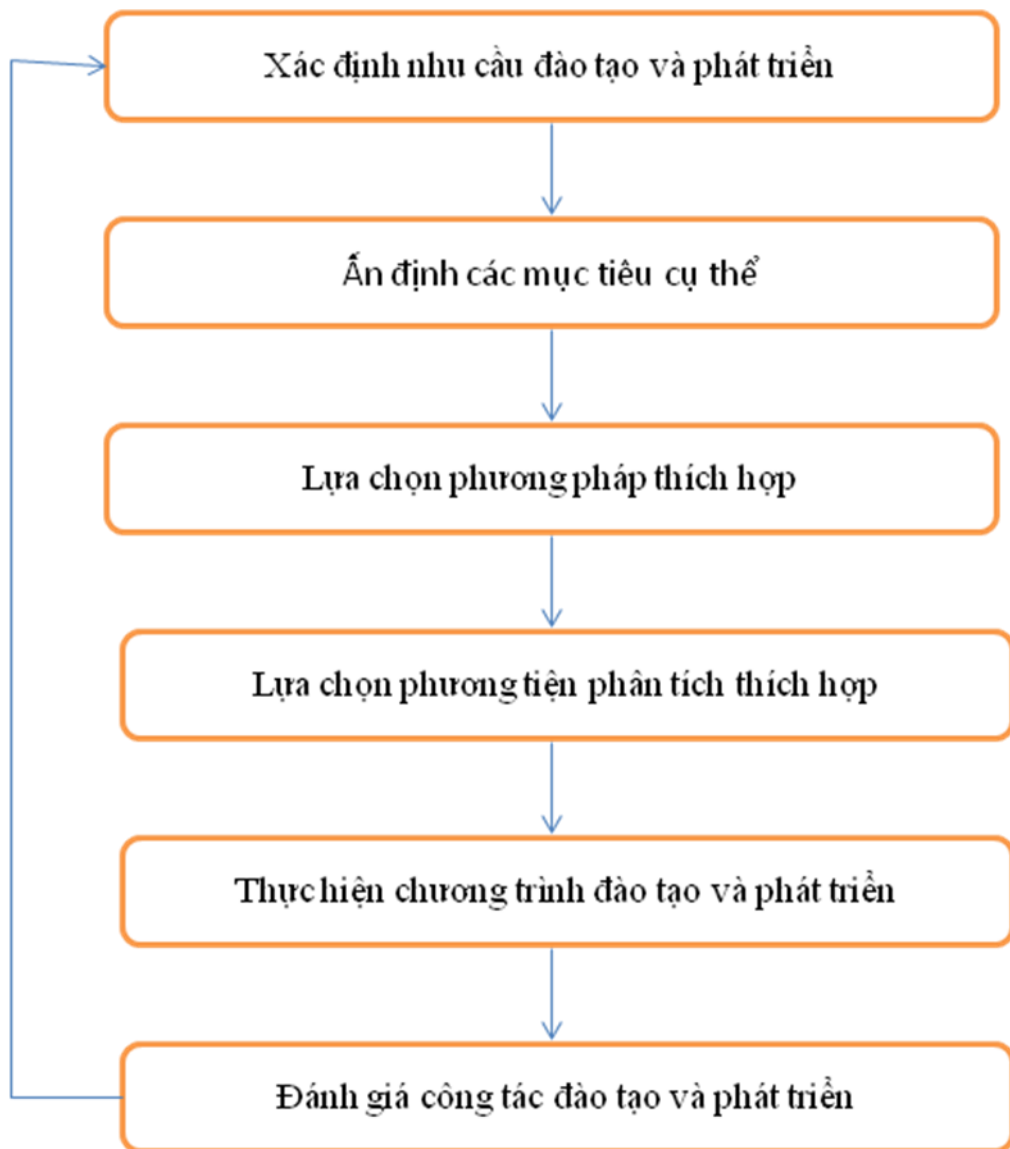 Xác định nhu cầu đào tạo và phát triển
Ấn định các mục tiêu cụ thể
Lựa chọn phương pháp thích hợp
Lựa chọn phương tiện phân tích thích hợp
Thực hiện chương trình đào tạo và phát triển
Đánh giá công tác đào tạo và phát triển